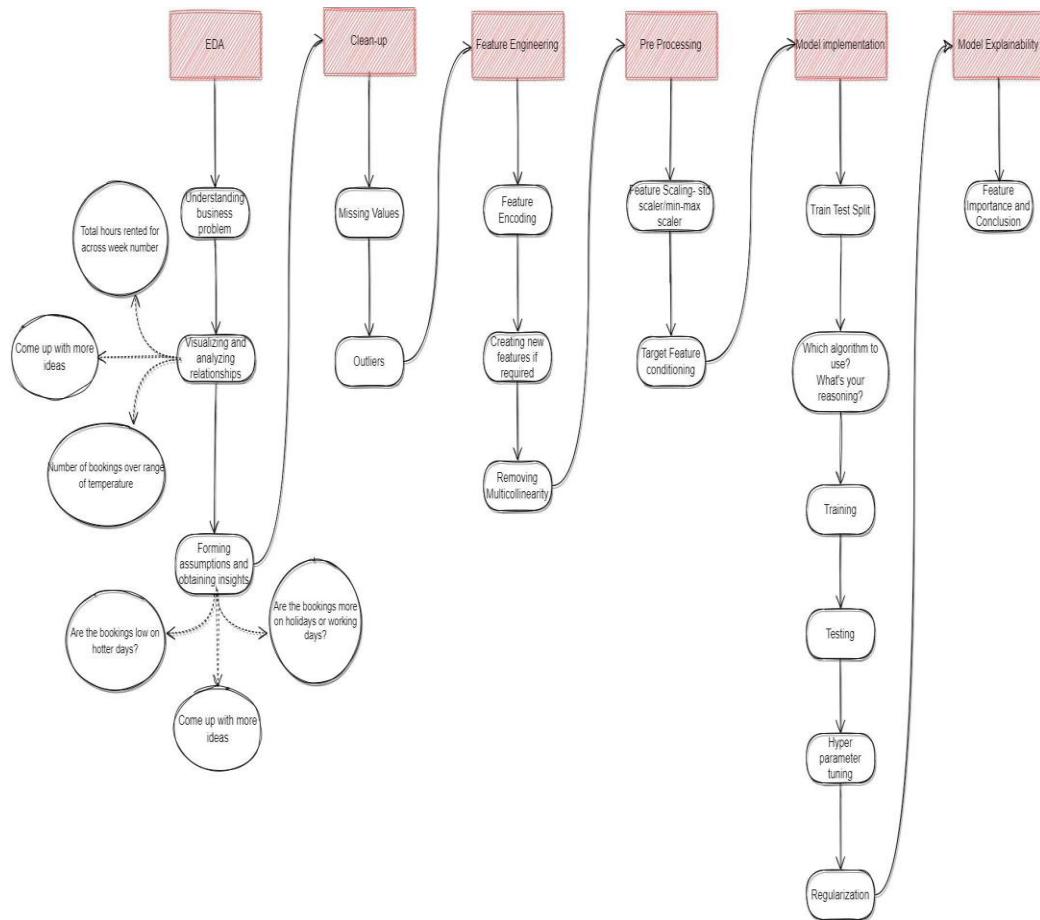 EDA
Clean-up
Feature Engineering
Pre Processing
Model implementation
Model Explainability
Understanding
business
problem
Missing Values
Feature
Encoding
Feature Scaling- std
scaler/min-max
scaler
Train Test Split
Feature
Importance and
Conclusion
Total hours rented for
across week number
Come up with more
ideas
Visualizing and
analyzing
relationships
Outliers
Creating new
features if
required
Target Feature
conditioning
Which algorithm to
use?
What's your
reasoning?
Number of bookings over range
of temperature
Removing
Multicollinearity
Training
Forming
assumptions and
obtaining insights
Are the bookings low on
hotter days?
Are the bookings more
on holidays or working
days?
Testing
Come up with more
ideas
Hyper
parameter
tuning
Regularization